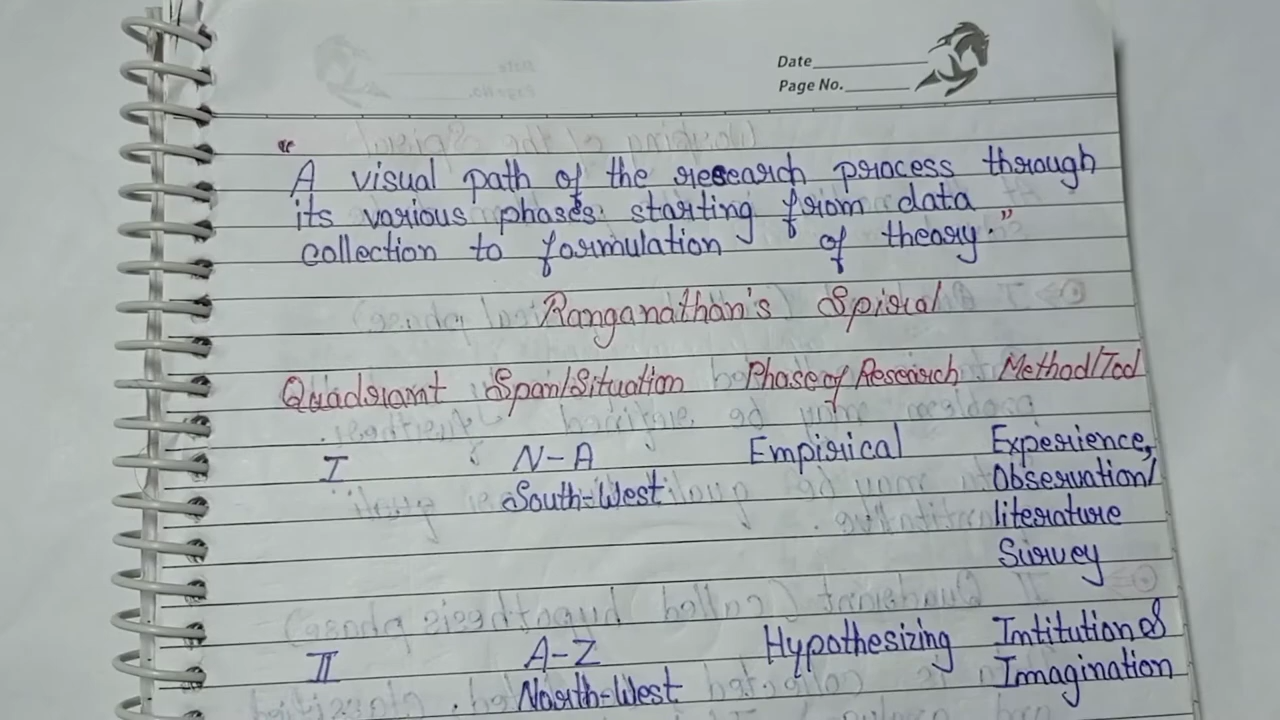 Date
Page No.
"A visual path of the research process through
its various phases starting from data
collection to formulation of theory."
Ranganathan's Spiral
Quadrant Span/Situation Phase of Research Method/Tool
I N-A Empirical Experience,
South-West Observation/
literature
Survey
II A-Z Hypothesizing Intitution &
North-West Imagination